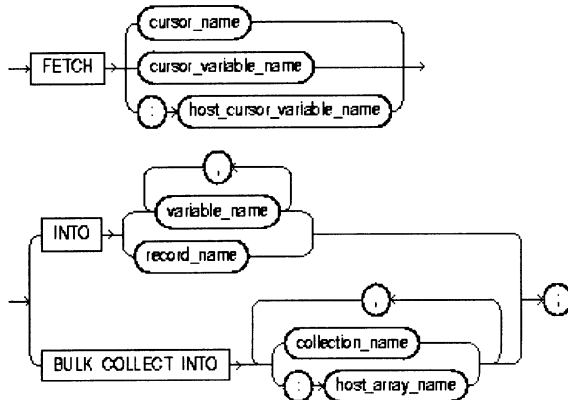 cursor_name
FETCH
cursor_variable_name
: host_cursor_variable_name
,
variable_name
INTO
record_name
,
;
collection_name
BULK COLLECT INTO
: host_array_name